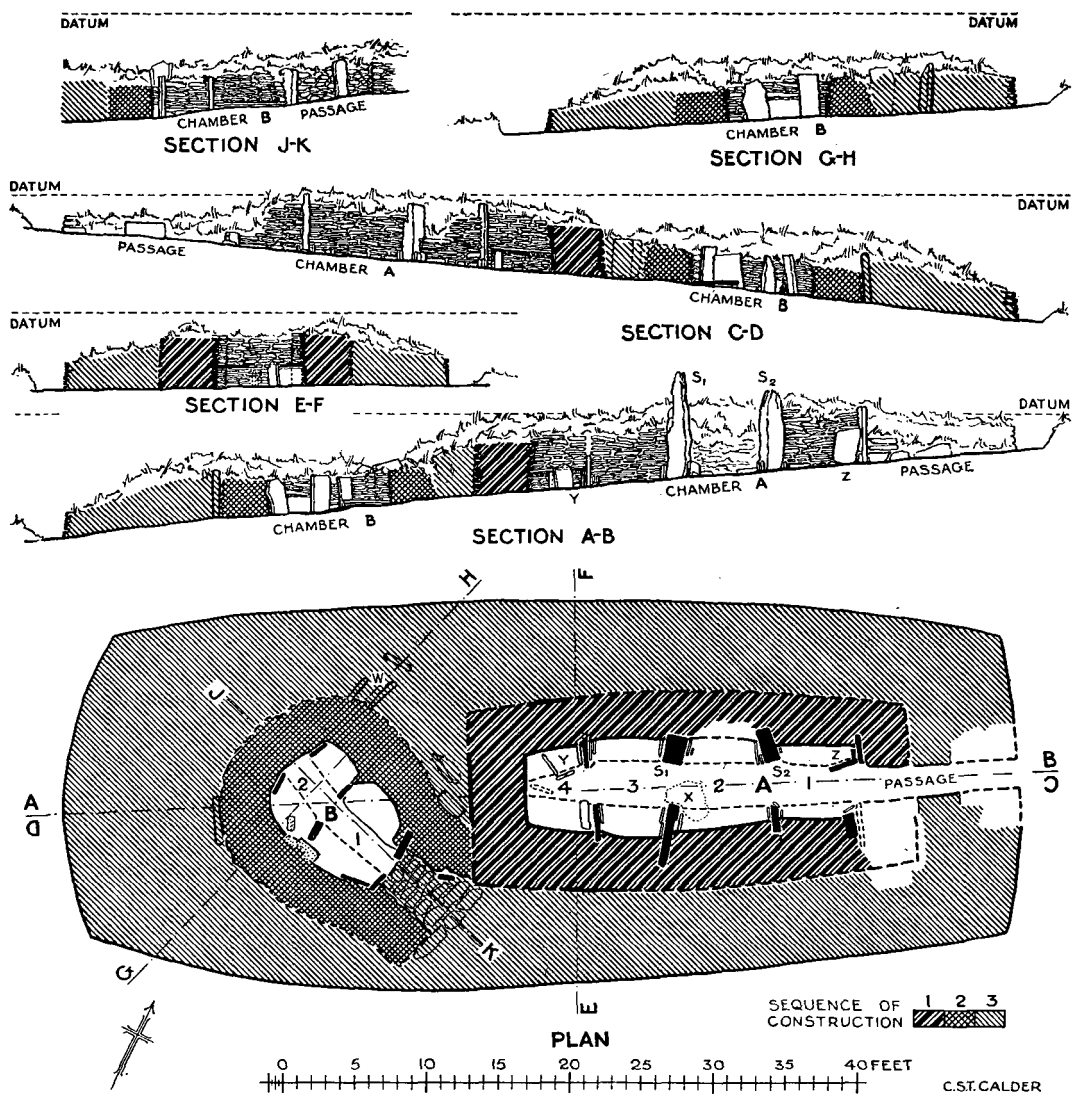 DATUM
CHAMBER B PASSAGE
SECTION J-K
DATUM
CHAMBER B
SECTION G-H
DATUM
DATUM
PASSAGE
CHAMBER A
CHAMBER B
SECTION C-D
DATUM
SECTION E-F
S1 S2
DATUM
CHAMBER B
Y
CHAMBER A
Z
PASSAGE
SECTION A-B
H
F
J
W
A
D
2
B
1
Y
4
S1
3
X
2
S2
A
Z
1
PASSAGE
B
C
K
G
E
SEQUENCE OF CONSTRUCTION
1 2 3
PLAN
0 5 10 15 20 25 30 35 40 FEET
C.S.T. CALDER